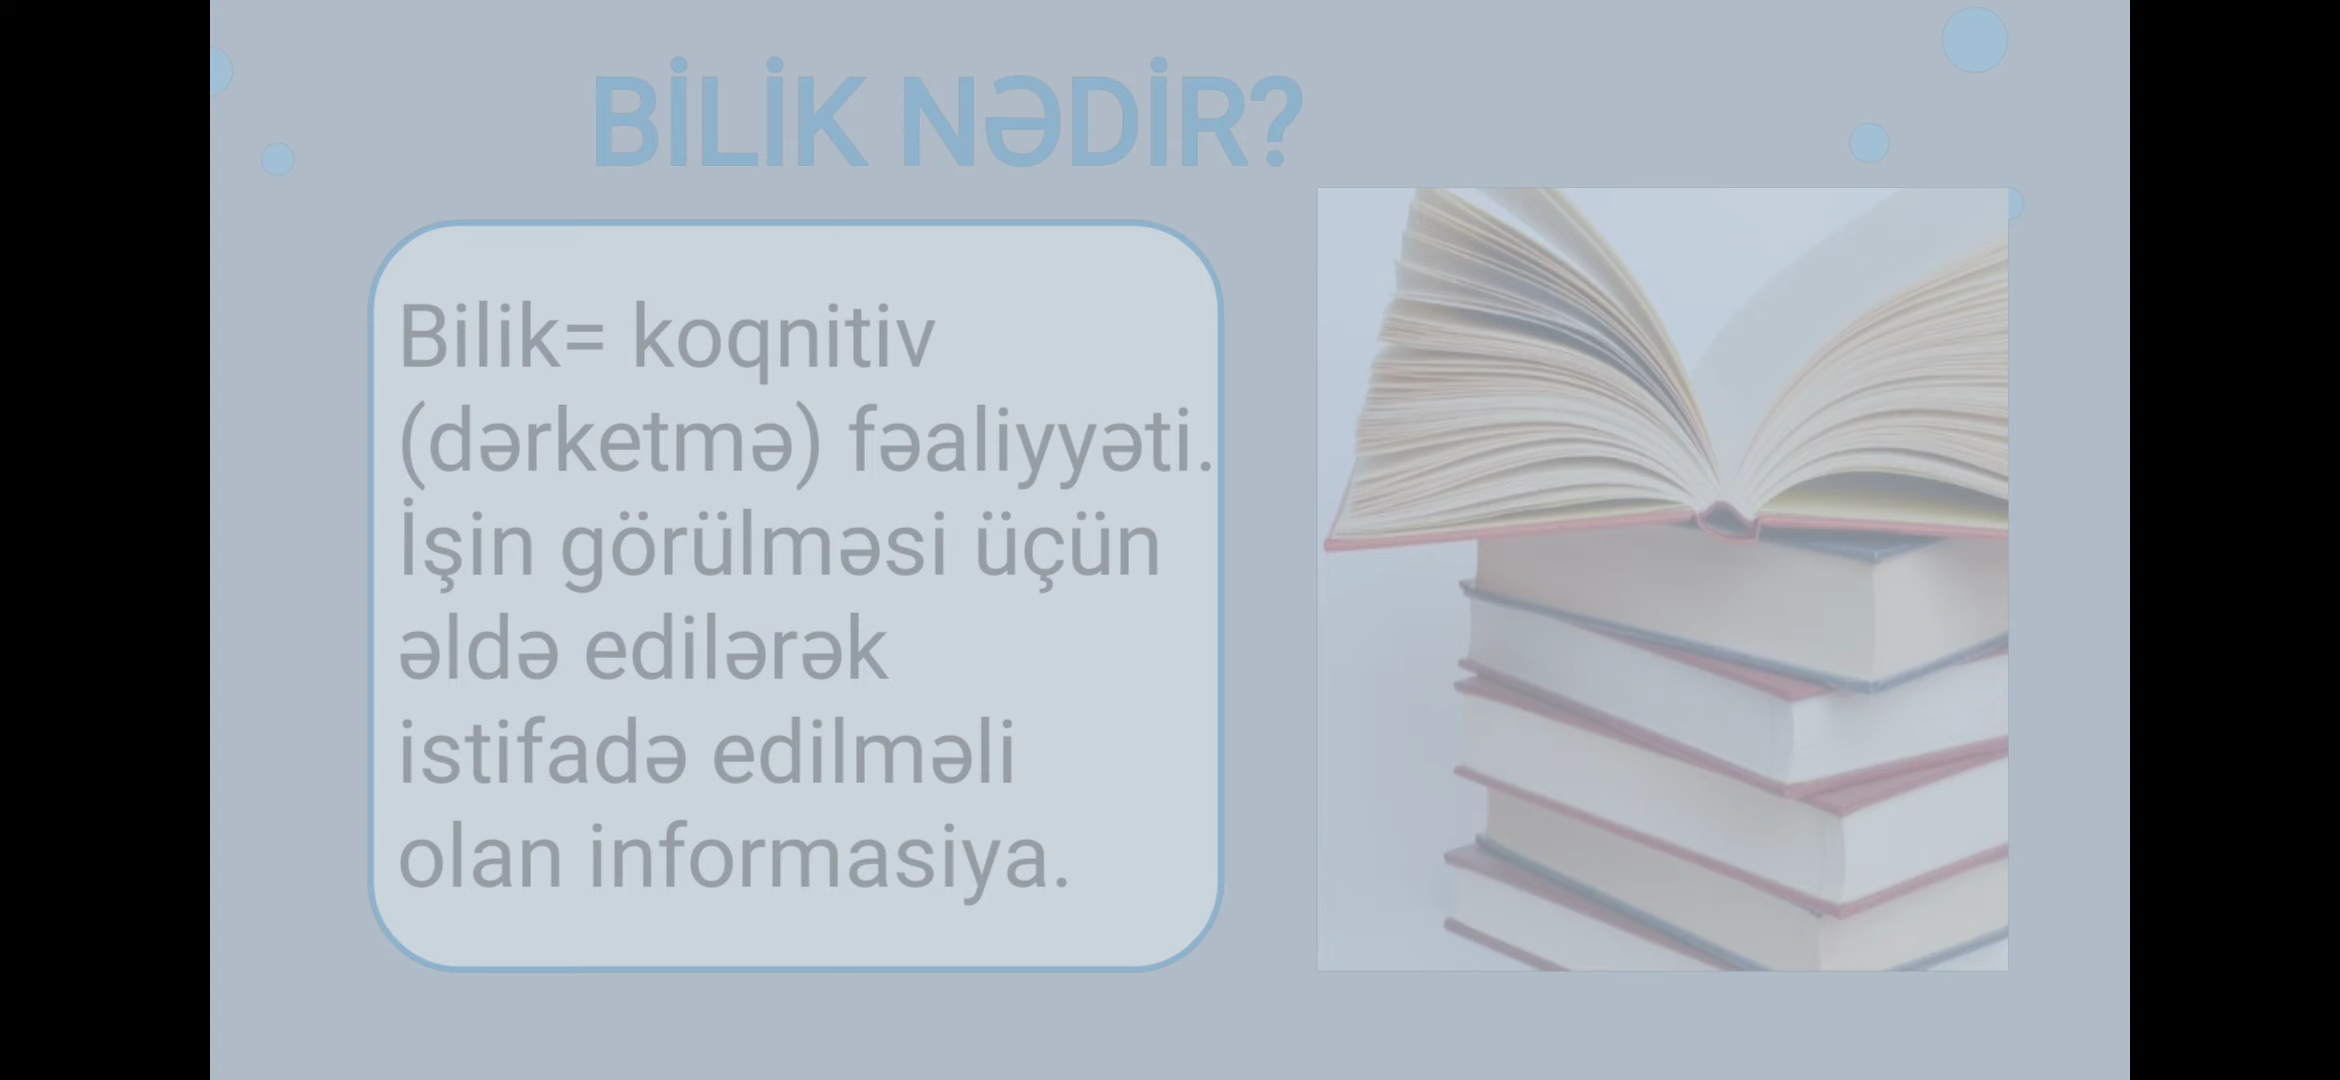 BİLİK NƏDİR?
Bilik= koqnitiv
(dərketmə) fəaliyyəti.
İşin görülməsi üçün
əldə edilərək
istifadə edilməli
olan informasiya.